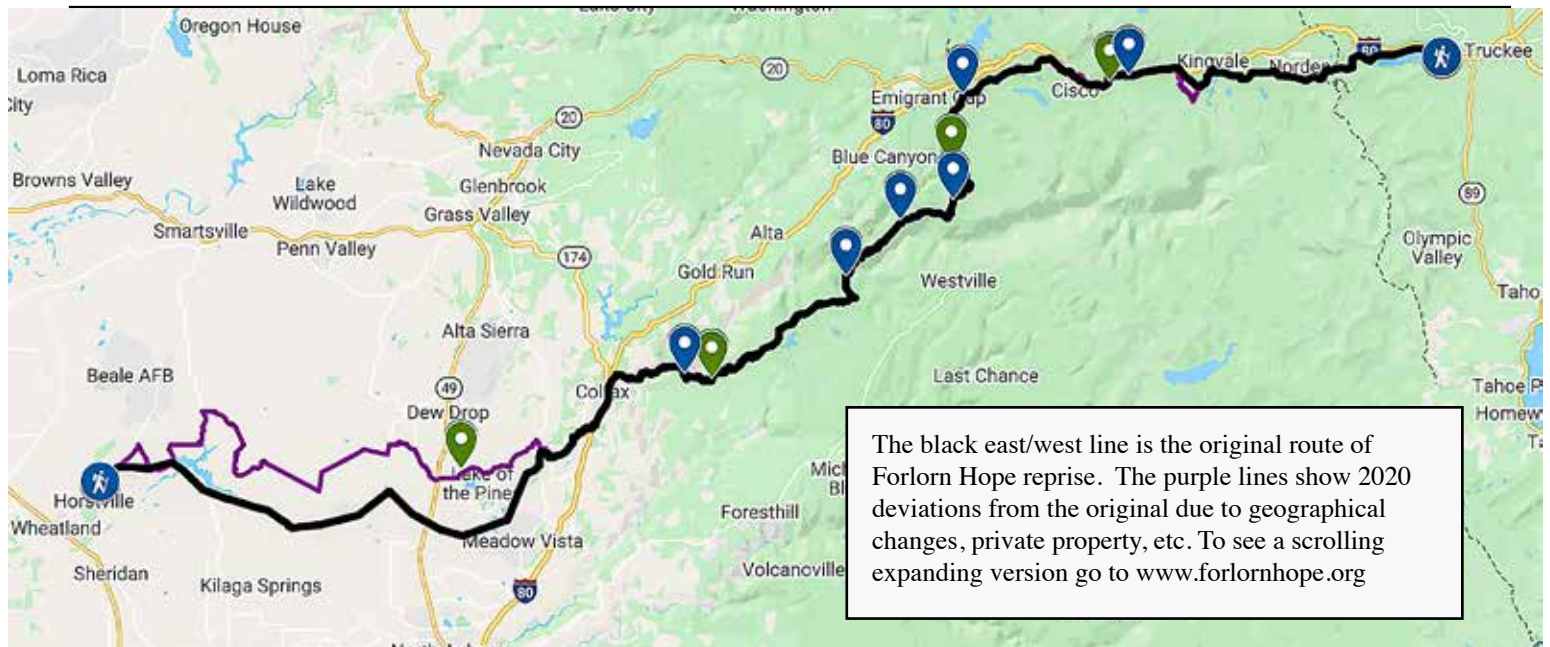 Oregon House
Loma Rica
City
20
20
Nevada City
Browns Valley
Lake
Wildwood
Glenbrook
Grass Valley
Smartsville
Penn Valley
174
Emigrant Gap
80
Blue Canyon
Cisco
Kingvale
Norden
80
Truckee
89
Olympic
Valley
Alta
Gold Run
Westville
Alta Sierra
Beale AFB
49
Dew Drop
Colfax
Last Chance
Lake of
the Pine
Horstville
Wheatland
Meadow Vista
Sheridan
Kilaga Springs
80
Foresthill
Volcanoville
Taho
Tahoe P
Homew
The black east/west line is the original route of
Forlorn Hope reprise.  The purple lines show 2020
deviations from the original due to geographical
changes, private property, etc. To see a scrolling
expanding version go to www.forlornhope.org